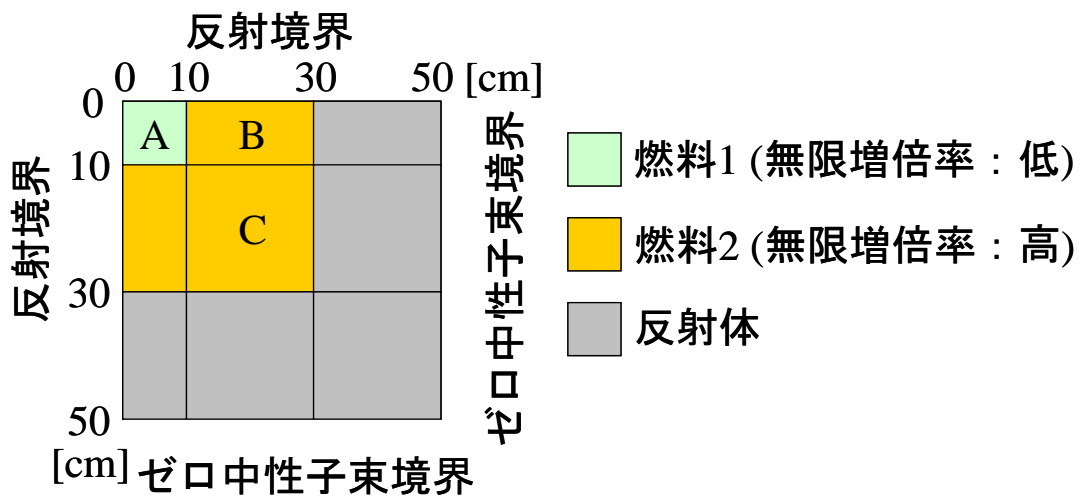 反射境界
0 10 30 50 [cm]
0
10
30
50
[cm]
反射境界
A
B
C
ゼロ中性子束境界
ゼロ中性子束境界
燃料1 (無限増倍率：低)
燃料2 (無限増倍率：高)
反射体